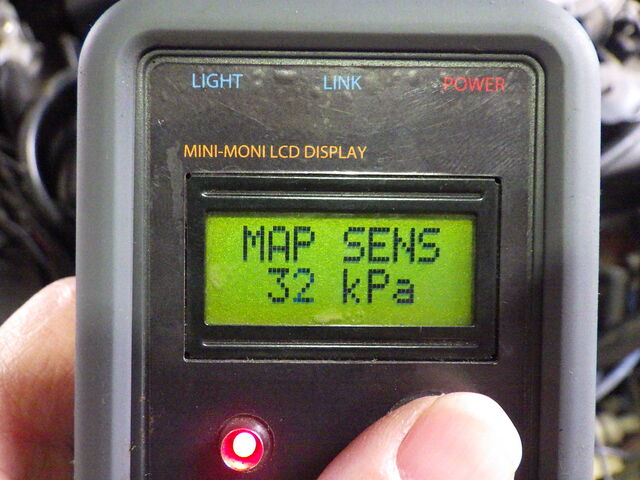 LIGHT LINK POWER
MINI-MONI LCD DISPLAY
MAP SENS
32 kPa